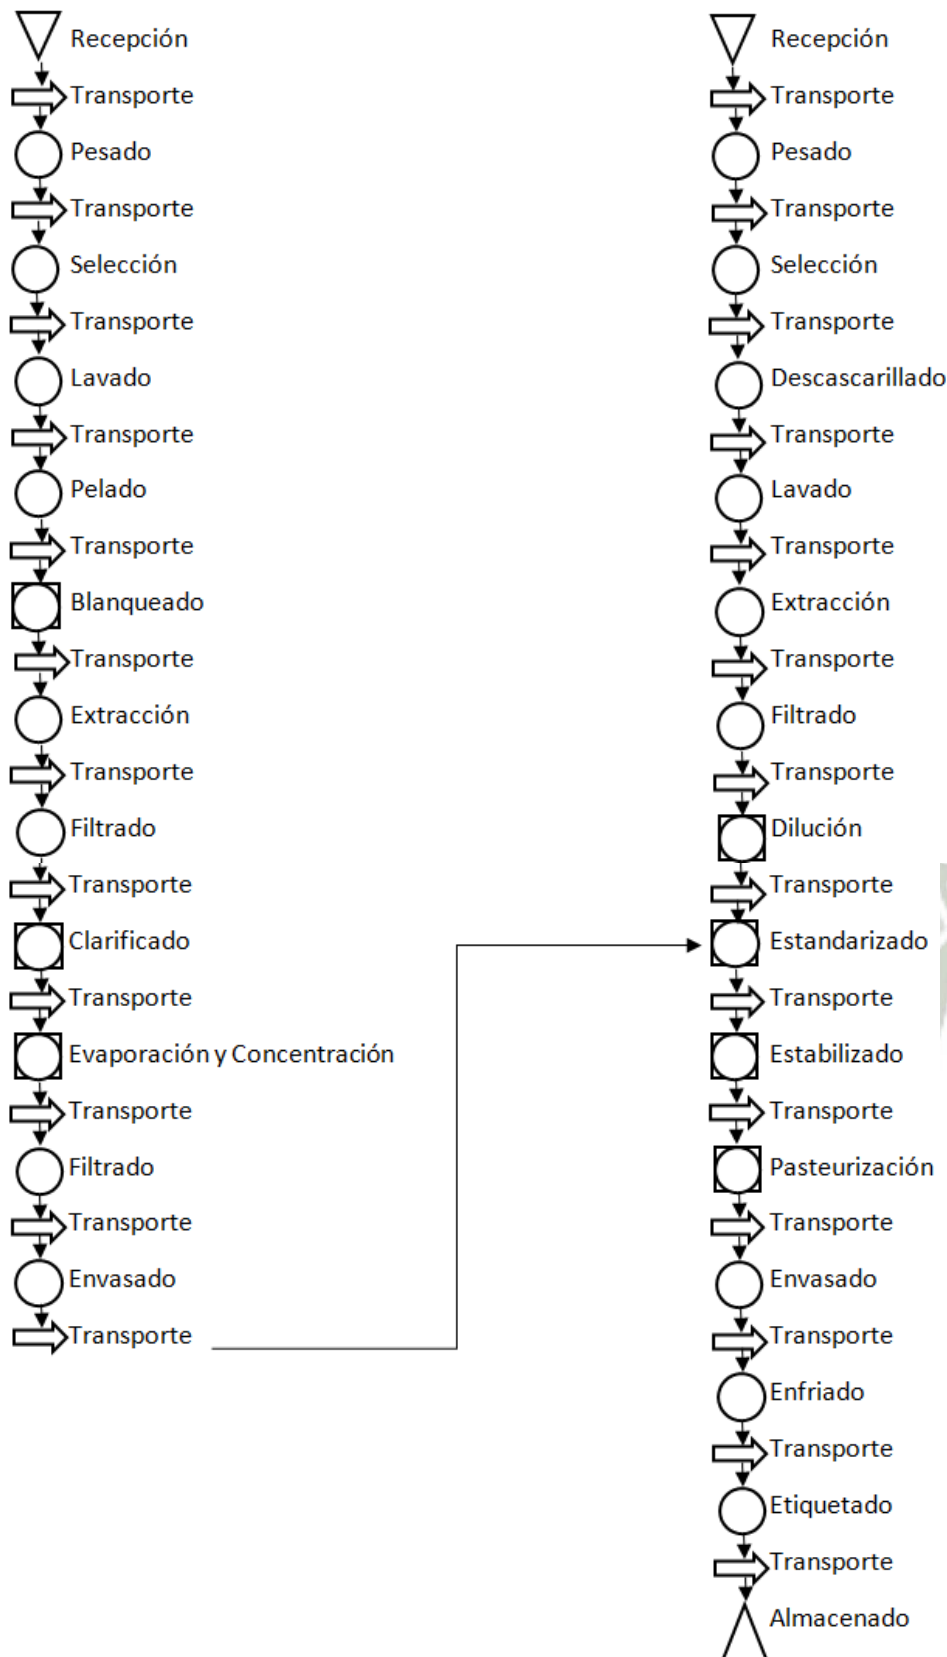 Recepción
Transporte
Pesado
Transporte
Selección
Transporte
Lavado
Transporte
Pelado
Transporte
Blanqueado
Transporte
Extracción
Transporte
Filtrado
Transporte
Clarificado
Transporte
Evaporación y Concentración
Transporte
Filtrado
Transporte
Envasado
Transporte
Recepción
Transporte
Pesado
Transporte
Selección
Transporte
Descascarillado
Transporte
Lavado
Transporte
Extracción
Transporte
Filtrado
Transporte
Dilución
Transporte
Estandarizado
Transporte
Estabilizado
Transporte
Pasteurización
Transporte
Envasado
Transporte
Enfriado
Transporte
Etiquetado
Transporte
Almacenado